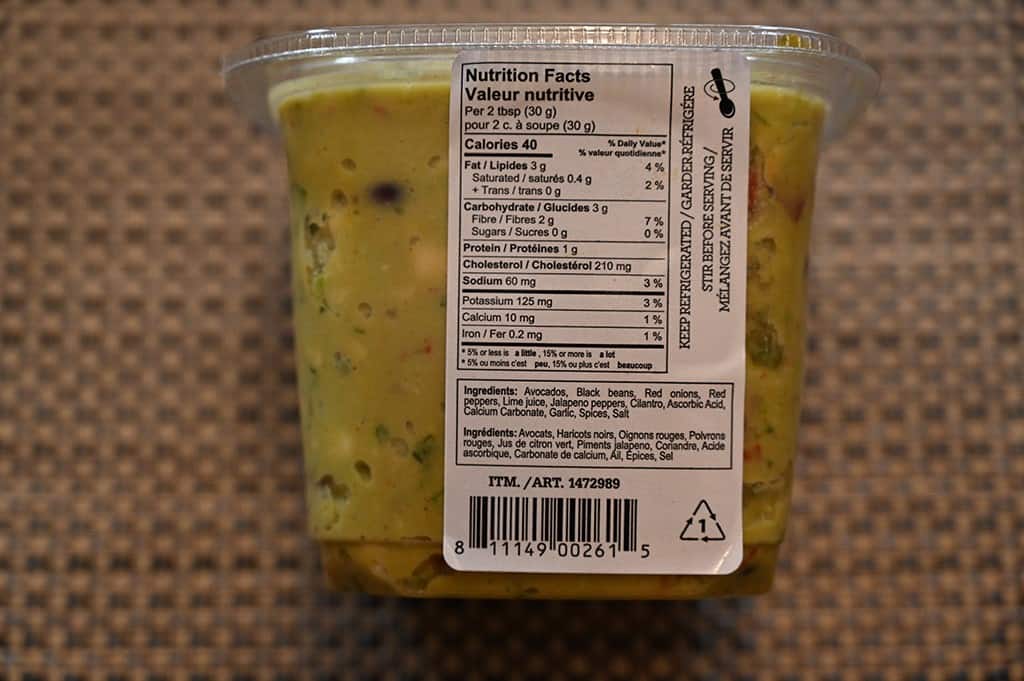 Nutrition Facts
Valeur nutritive
Per 2 tbsp (30 g)
pour 2 c. à soupe (30 g)
Calories 40
% Daily Value*
% valeur quotidienne*
Fat / Lipides 3 g 4 %
Saturated / saturés 0.4 g
+ Trans / trans 0 g 2 %
Carbohydrate / Glucides 3 g
Fibre / Fibres 2 g 7 %
Sugars / Sucres 0 g 0 %
Protein / Protéines 1 g
Cholesterol / Cholestérol 210 mg
Sodium 60 mg 3 %
Potassium 125 mg 3 %
Calcium 10 mg 1 %
Iron / Fer 0.2 mg 1 %
* 5% or less is a little , 15% or more is a lot
* 5% ou moins c'est peu, 15% ou plus c'est beaucoup
KEEP REFRIGERATED / GARDER RÉFRIGÉRÉ
STIR BEFORE SERVING /
MÉLANGEZ AVANT DE SERVIR
Ingredients: Avocados, Black beans, Red onions, Red
peppers, Lime juice, Jalapeno peppers, Cilantro, Ascorbic Acid,
Calcium Carbonate, Garlic, Spices, Salt
Ingrédients: Avocats, Haricots noirs, Oignons rouges, Poivrons
rouges, Jus de citron vert, Piments jalapeno, Coriandre, Acide
ascorbique, Carbonate de calcium, Ail, Épices, Sel
ITM. /ART. 1472989
8 11149 00261 5
1